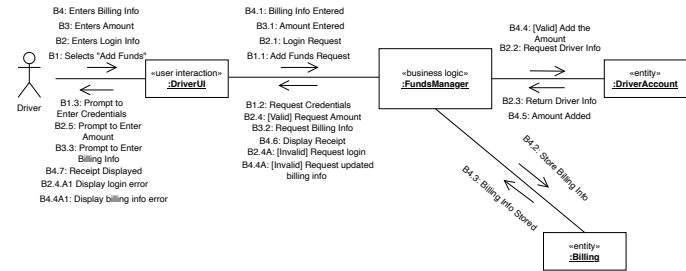 B4: Enters Billing Info
B3: Enters Amount
B2: Enters Login Info
B1: Selects "Add Funds"
Driver
B1.3: Prompt to
Enter Credentials
B2.5: Prompt to Enter
Amount
B3.3: Prompt to Enter
Billing Info
B4.7: Receipt Displayed
B2.4.A1 Display login error
B4.4A1: Display billing info error
«user interaction»
:DriverUI
B4.1: Billing Info Entered
B3.1: Amount Entered
B2.1: Login Request
B1.1: Add Funds Request
B1.2: Request Credentials
B2.4: [Valid] Request Amount
B3.2: Request Billing Info
B4.6: Display Receipt
B2.4A: [Invalid] Request login
B4.4A: [Invalid] Request updated
billing info
«business logic»
:FundsManager
B4.4: [Valid] Add the
Amount
B2.2: Request Driver Info
B2.3: Return Driver Info
B4.5: Amount Added
«entity»
:DriverAccount
B4.2: Store Billing Info
B4.3: Billing Info Stored
«entity»
:Billing